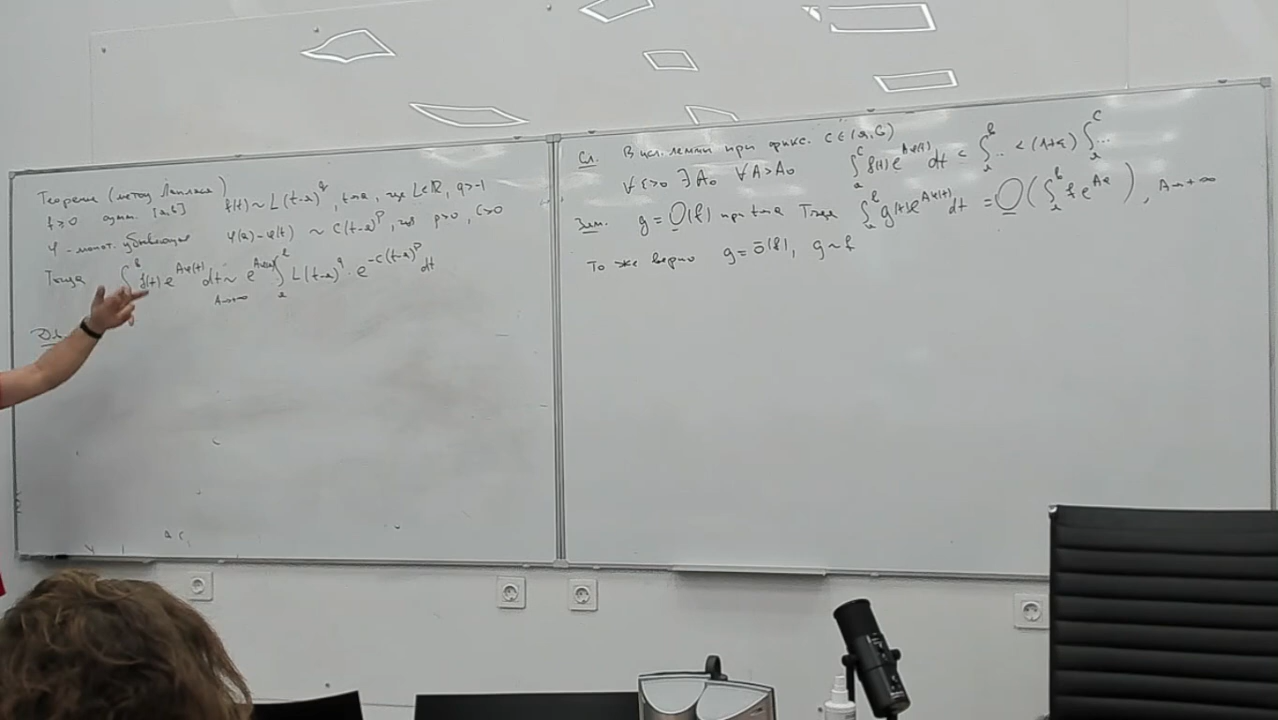 Теорема (метод Лапласа)
f>0 сумм. [a,b] f(t) ~ L(t-a)^q, t→a, где L∈ℝ, q>-1
φ - монот. убывающая φ(a)-φ(t) ~ C(t-a)^p, где p>0, C>0
Тогда ∫_a^b f(t) e^{Aφ(t)} dt ~_{A→+∞} e^{Aφ(a)} ∫_a^b L(t-a)^q · e^{-C(t-a)^p} dt
Сл. В усл. леммы при фикс. c∈(a,b)
∀ε>0 ∃A₀ ∀A>A₀ ∫_a^c f(t) e^{Aφ(t)} dt < ∫_a^b .. < (1+ε) ∫_a^c ...
Зам. g = O(f) при t→a Тогда ∫_a^b g(t) e^{Aφ(t)} dt = O(∫_a^b f e^{Aφ}), A→+∞
То же верно g = o(f), g~f